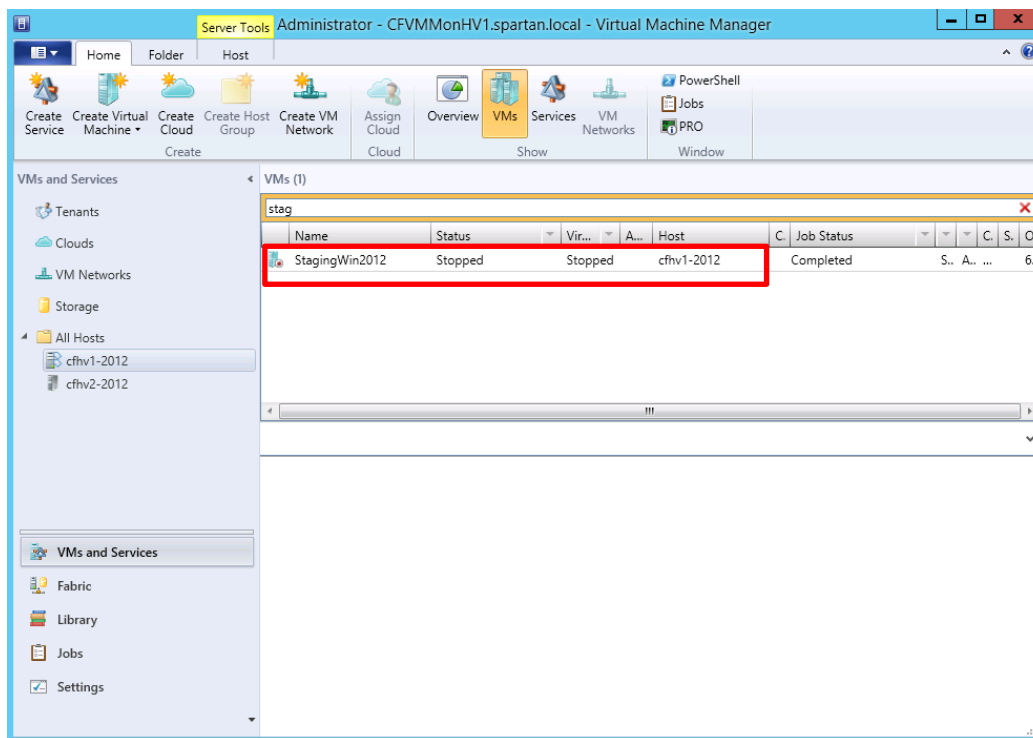 Server Tools Administrator - CFVMMonHV1.spartan.local - Virtual Machine Manager
Home Folder Host
Create Service
Create Virtual Machine
Create Cloud
Create Host Group
Create VM Network
Assign Cloud
Overview
VMs
Services
VM Networks
PowerShell
Jobs
PRO
Create Cloud Show Window
VMs and Services
VMs (1)
Tenants
stag
Clouds
Name Status Vir... A... Host C. Job Status C. S. O
StagingWin2012 Stopped Stopped cfhv1-2012 Completed S.. A.. ... 6.
VM Networks
Storage
All Hosts
cfhv1-2012
cfhv2-2012
VMs and Services
Fabric
Library
Jobs
Settings